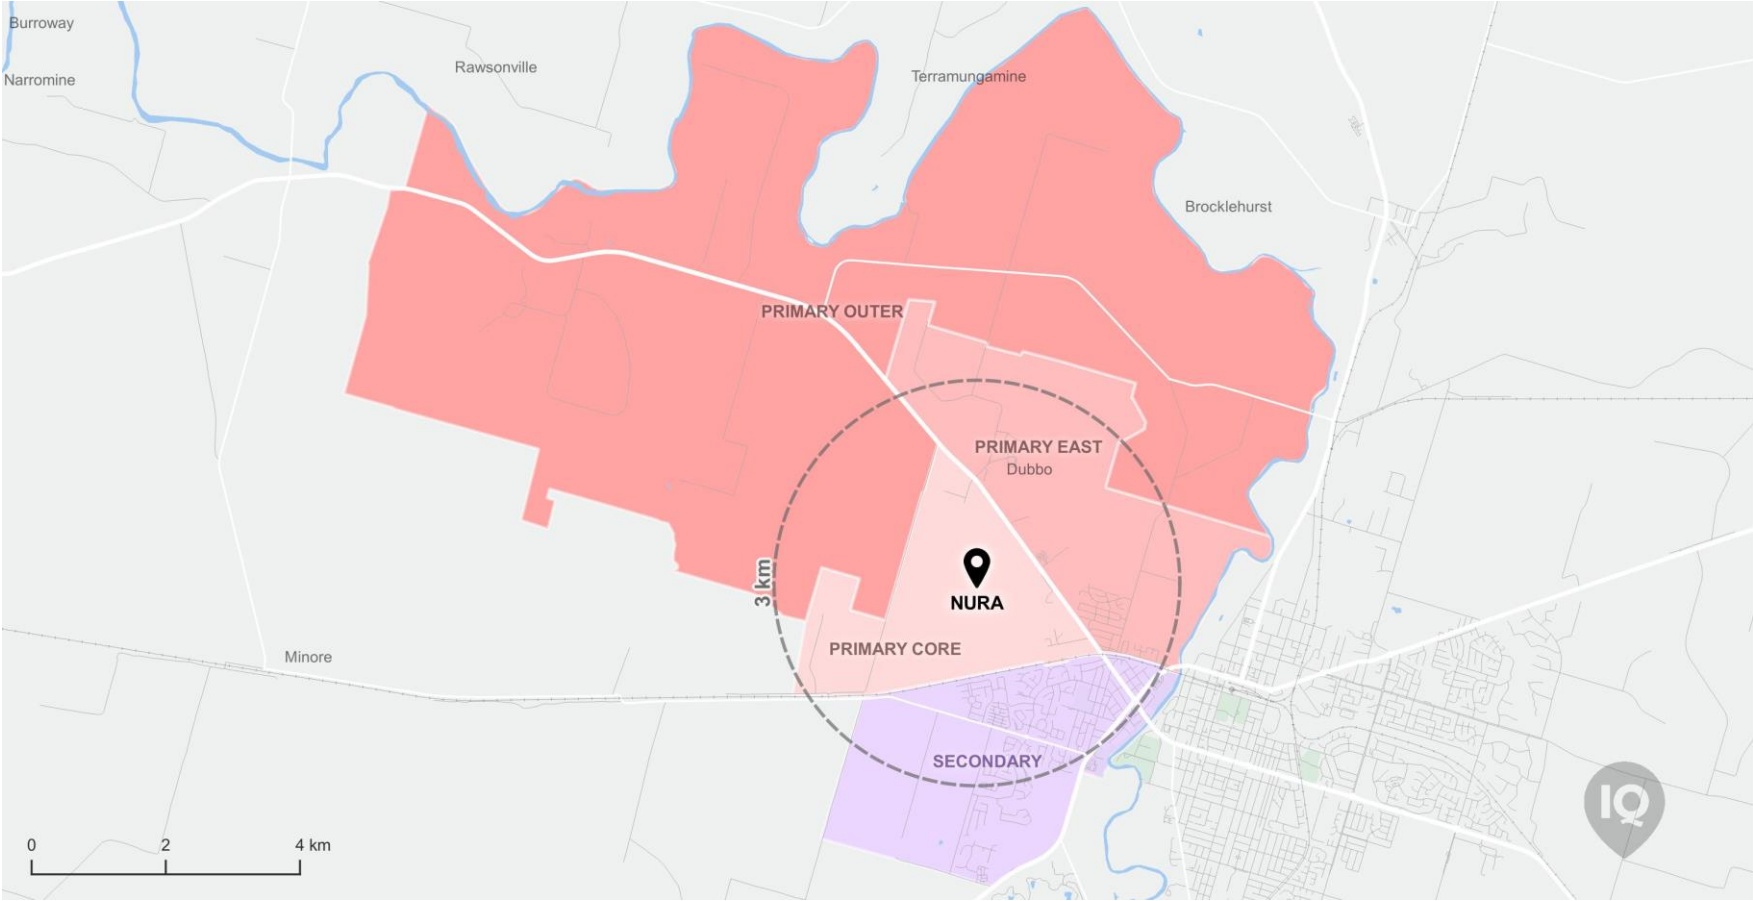 Burroway
Narromine
Rawsonville
Terramungamine
Brocklehurst
PRIMARY OUTER
PRIMARY EAST
Dubbo
3 km
NURA
PRIMARY CORE
Minore
SECONDARY
0 2 4 km
IQ